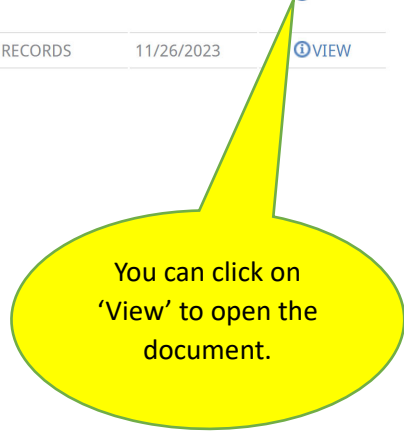 RECORDS 11/26/2023 VIEW
You can click on
‘View’ to open the
document.